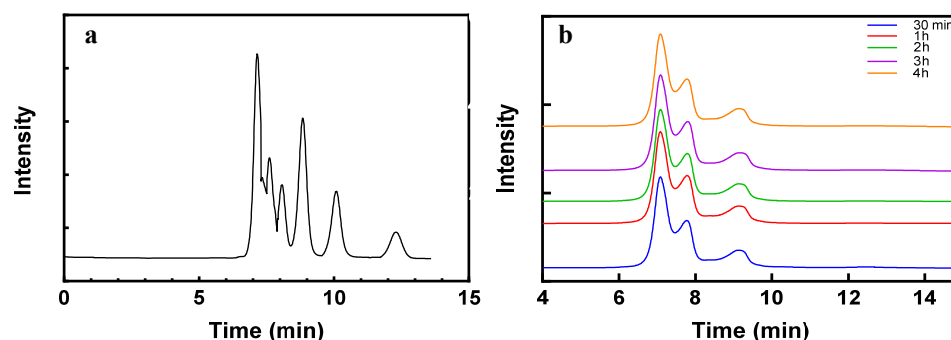 a
Intensity
0
5
10
15
Time (min)
b
30 min
1h
2h
3h
4h
Intensity
4
6
8
10
12
14
Time (min)